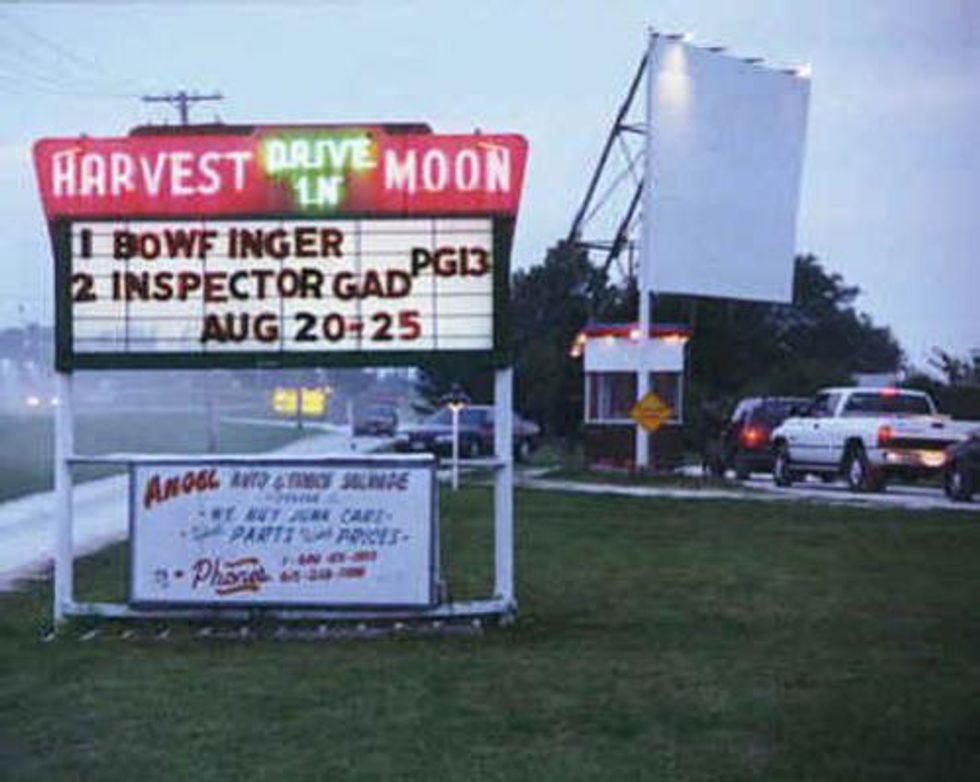 HARVEST DRIVE IN MOON
1 BOWFINGER PG13
2 INSPECTOR GAD
AUG 20-25
ANGEL AUTO & TRUCK SALVAGE
WE BUY JUNK CARS
PARTS PRICES
Phones